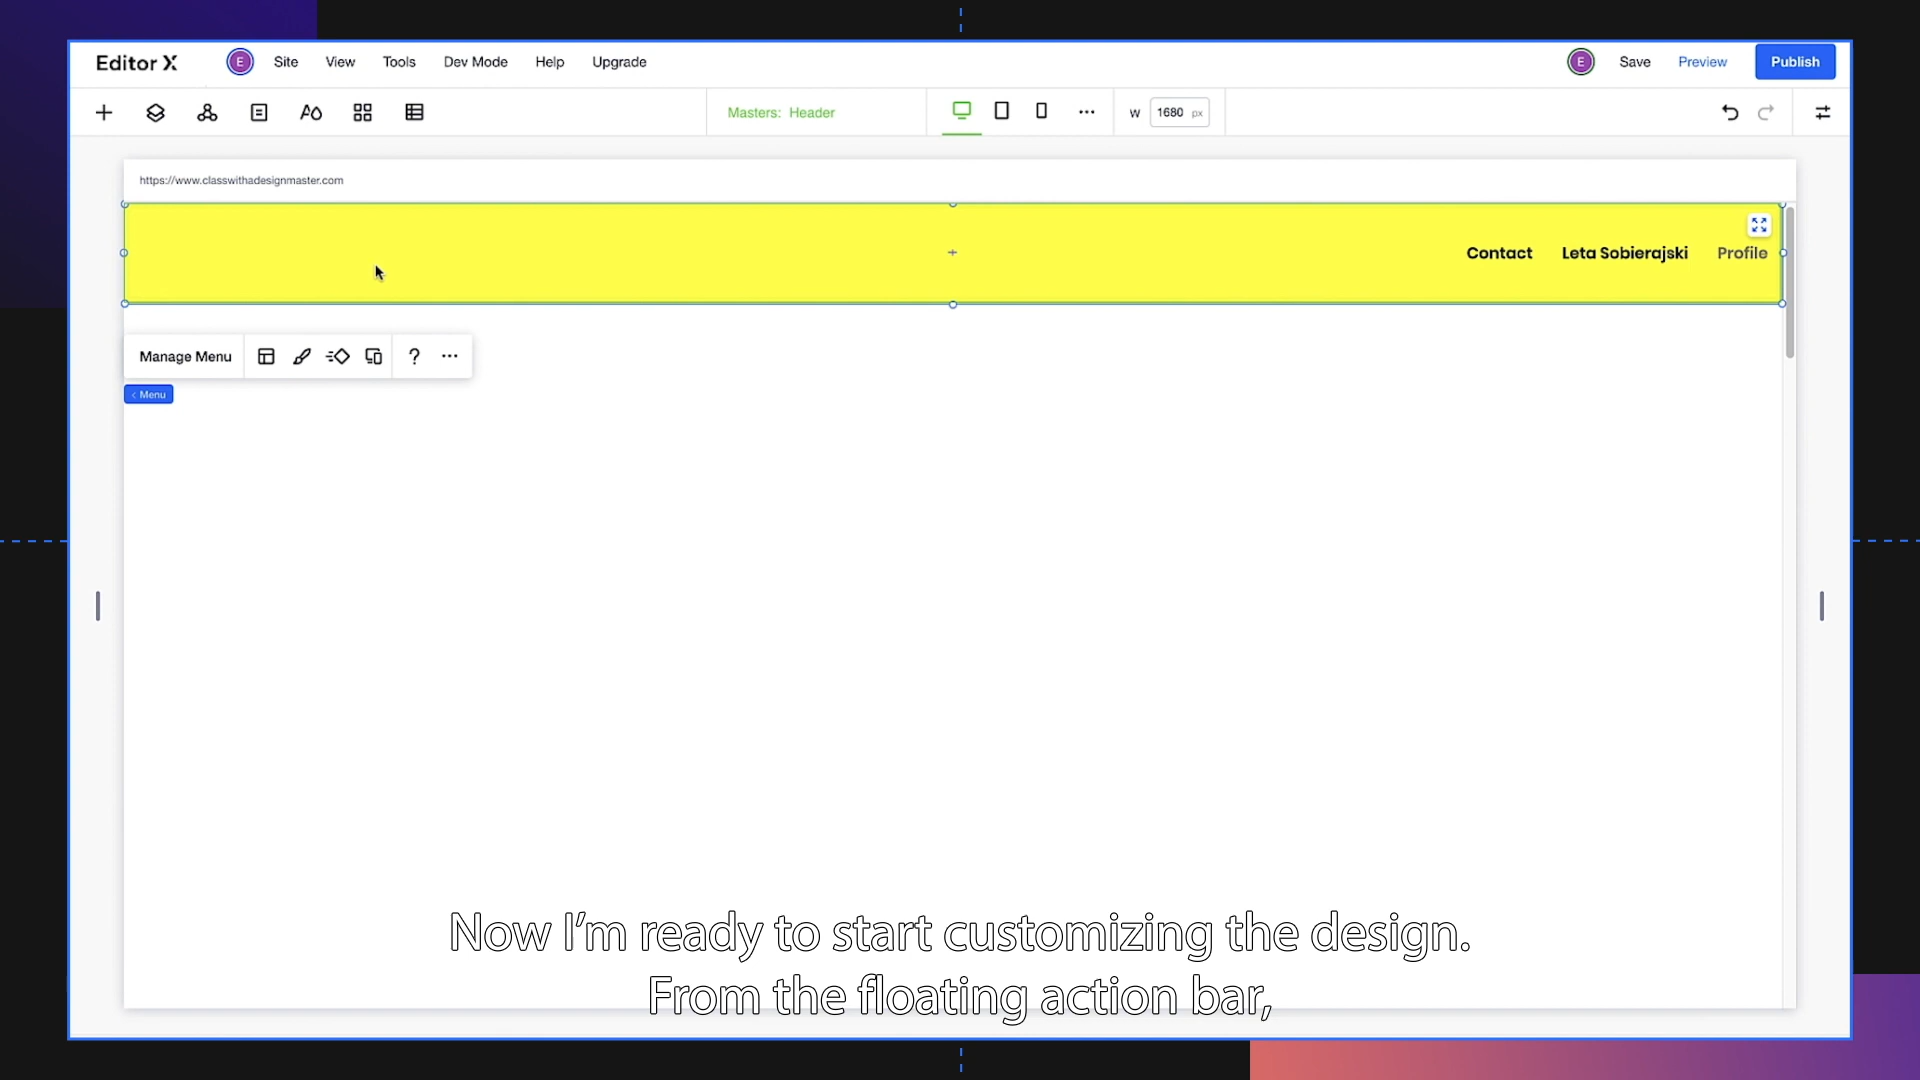 Editor X E Site View Tools Dev Mode Help Upgrade E Save Preview Publish
Masters: Header W 1680 px
https://www.classwithadesignmaster.com
Contact Leta Sobierajski Profile
Manage Menu ?
< Menu
Now I'm ready to start customizing the design.
From the floating action bar,